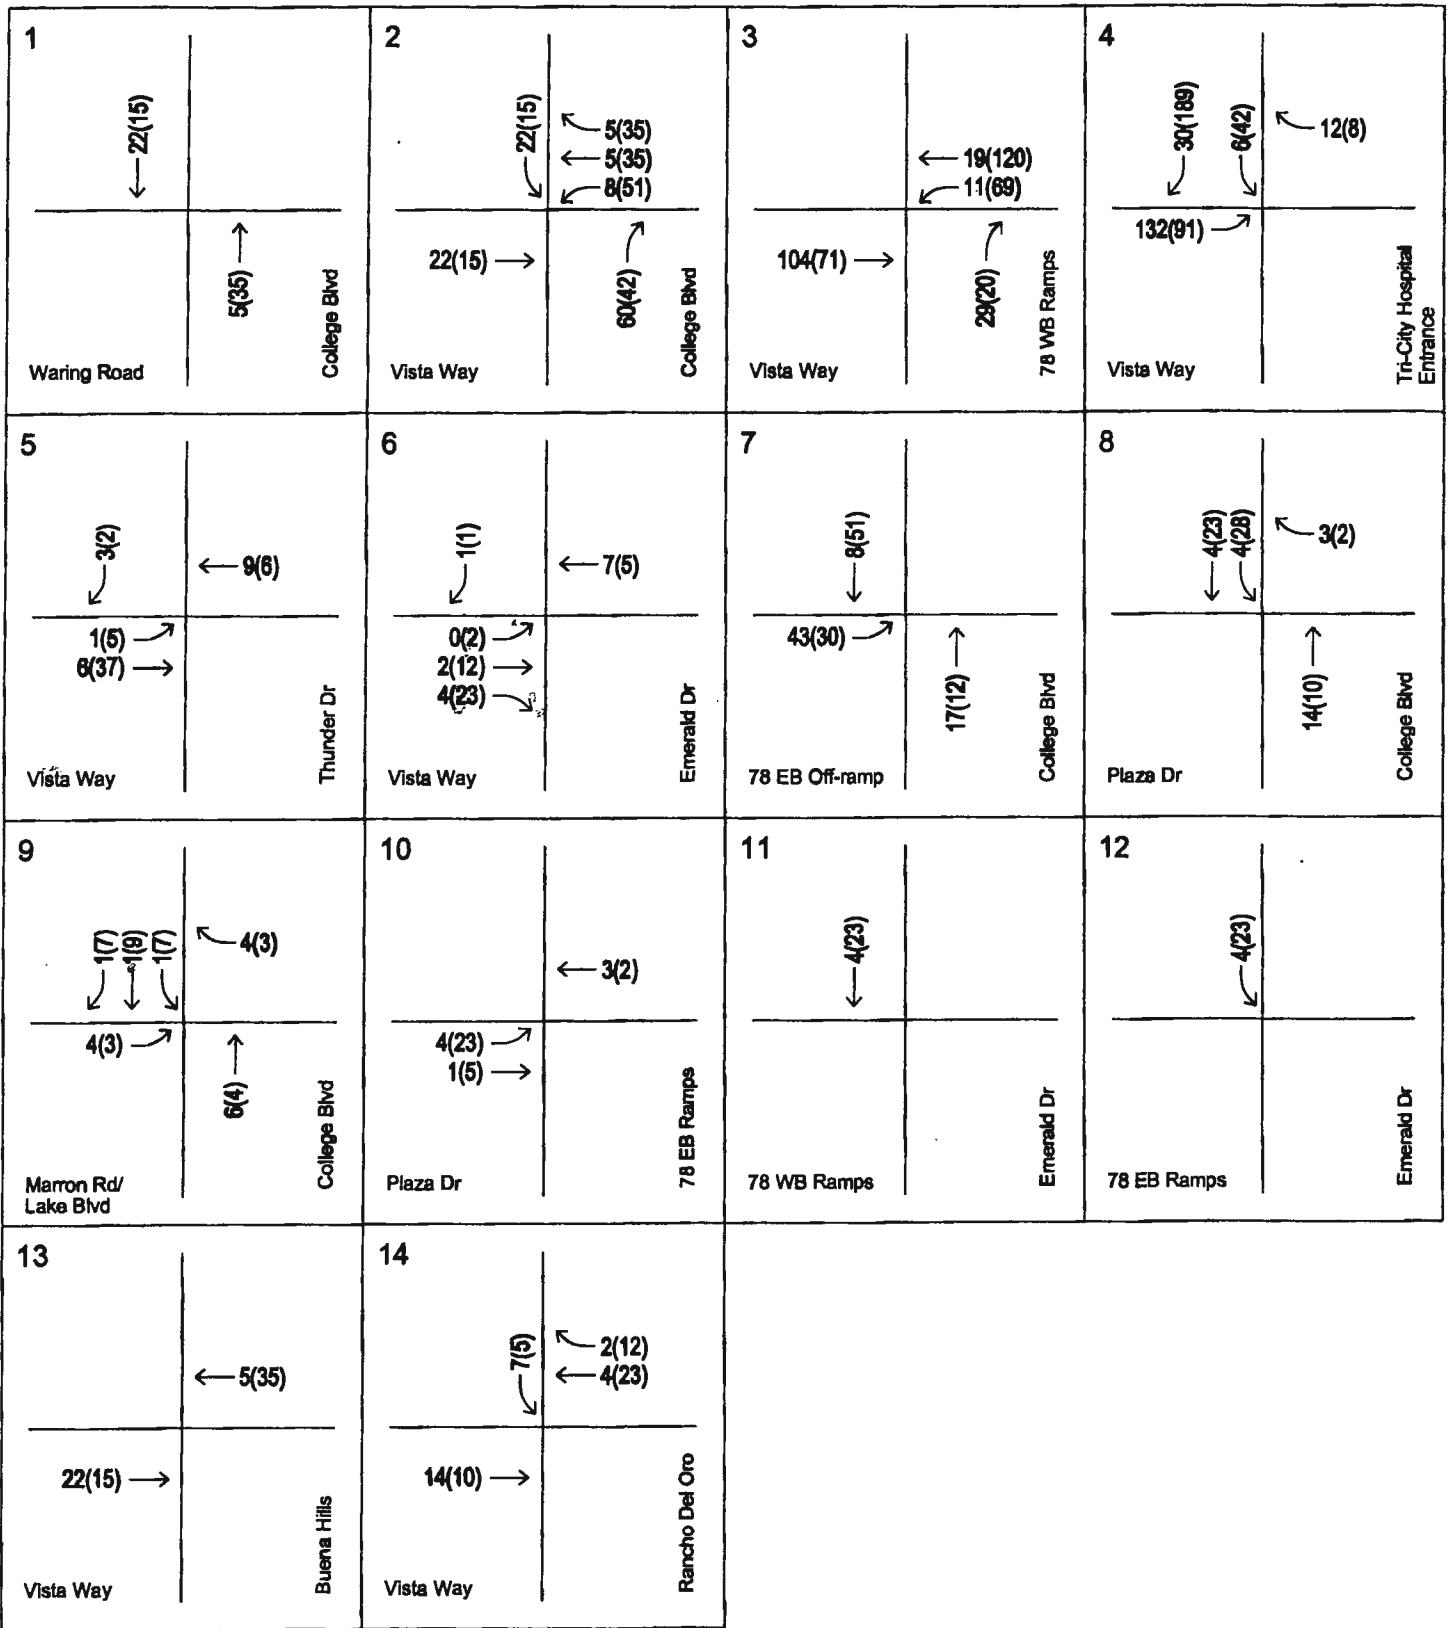 1
22(15)
5(35)
College Blvd
Waring Road
2
22(15)
5(35)
5(35)
8(51)
22(15)
60(42)
College Blvd
Vista Way
3
19(120)
11(69)
104(71)
29(20)
78 WB Ramps
Vista Way
4
30(189)
6(42)
12(8)
132(91)
Tri-City Hospital
Entrance
Vista Way
5
3(2)
9(6)
1(5)
6(37)
Thunder Dr
Vista Way
6
1(1)
7(5)
0(2)
2(12)
4(23)
Emerald Dr
Vista Way
7
8(51)
43(30)
17(12)
College Blvd
78 EB Off-ramp
8
4(23)
4(28)
3(2)
14(10)
College Blvd
Plaza Dr
9
1(7)
1(9)
1(7)
4(3)
4(3)
6(4)
College Blvd
Marron Rd/
Lake Blvd
10
3(2)
4(23)
1(5)
78 EB Ramps
Plaza Dr
11
4(23)
Emerald Dr
78 WB Ramps
12
4(23)
Emerald Dr
78 EB Ramps
13
5(35)
22(15)
Buena Hills
Vista Way
14
7(5)
2(12)
4(23)
14(10)
Rancho Del Oro
Vista Way